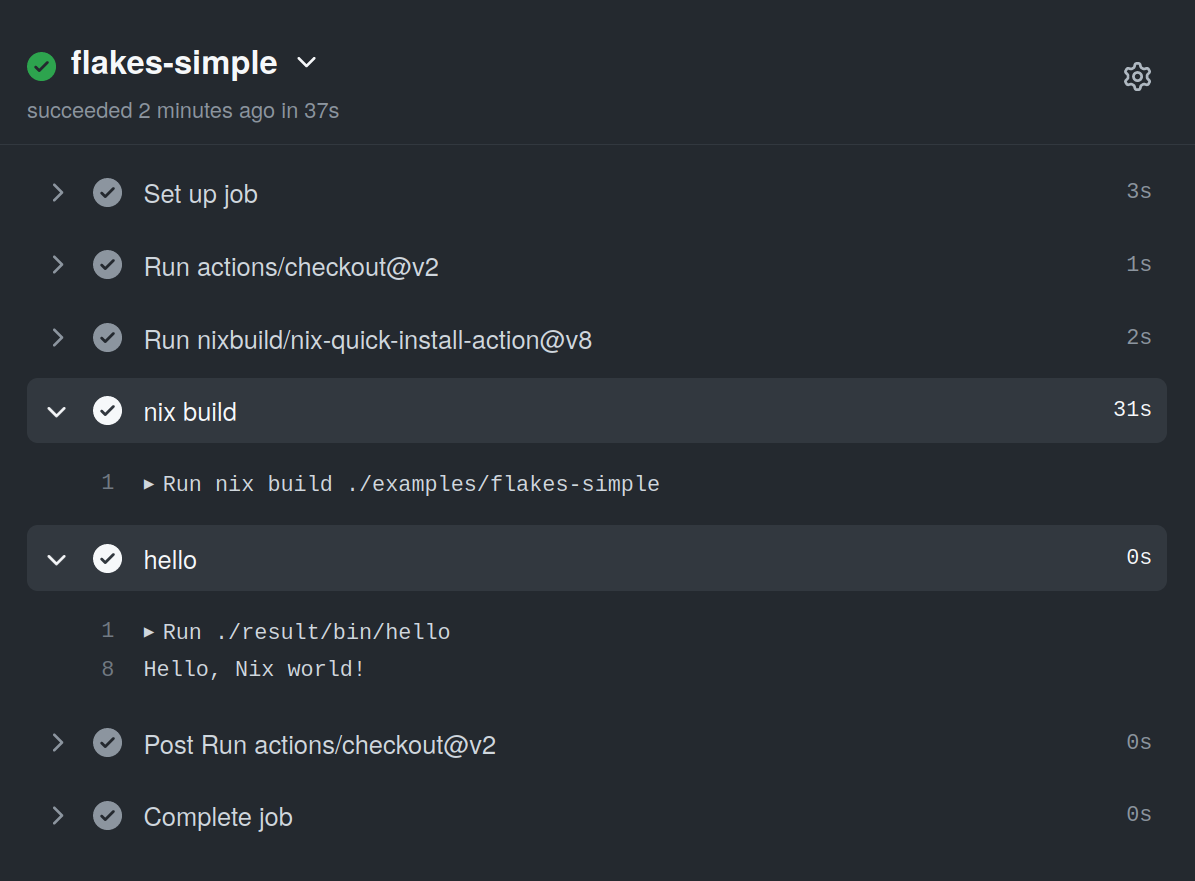 flakes-simple
succeeded 2 minutes ago in 37s
Set up job 3s
Run actions/checkout@v2 1s
Run nixbuild/nix-quick-install-action@v8 2s
nix build 31s
1 ▶ Run nix build ./examples/flakes-simple
hello 0s
1 ▶ Run ./result/bin/hello
8 Hello, Nix world!
Post Run actions/checkout@v2 0s
Complete job 0s